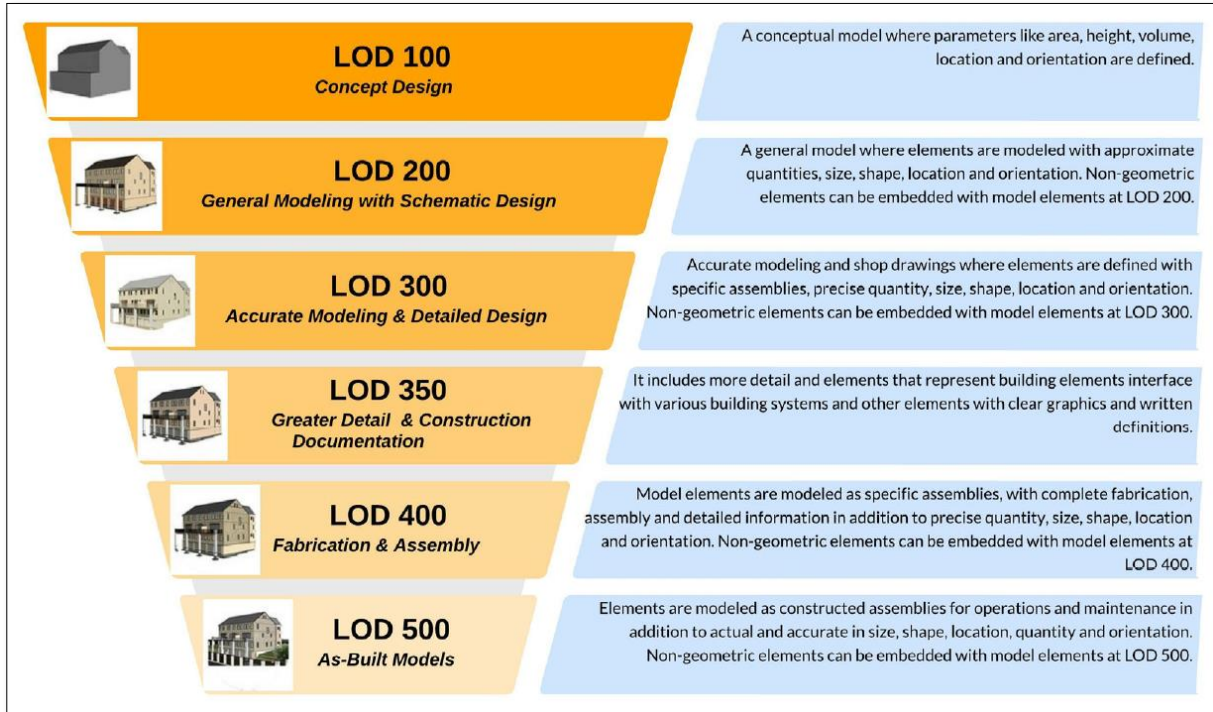 LOD 100
Concept Design
A conceptual model where parameters like area, height, volume,
location and orientation are defined.
LOD 200
General Modeling with Schematic Design
A general model where elements are modeled with approximate
quantities, size, shape, location and orientation. Non-geometric
elements can be embedded with model elements at LOD 200.
LOD 300
Accurate Modeling & Detailed Design
Accurate modeling and shop drawings where elements are defined with
specific assemblies, precise quantity, size, shape, location and orientation.
Non-geometric elements can be embedded with model elements at LOD 300.
LOD 350
Greater Detail & Construction
Documentation
It includes more detail and elements that represent building elements interface
with various building systems and other elements with clear graphics and written
definitions.
LOD 400
Fabrication & Assembly
Model elements are modeled as specific assemblies, with complete fabrication,
assembly and detailed information in addition to precise quantity, size, shape, location
and orientation. Non-geometric elements can be embedded with model elements at
LOD 400.
LOD 500
As-Built Models
Elements are modeled as constructed assemblies for operations and maintenance in
addition to actual and accurate in size, shape, location, quantity and orientation.
Non-geometric elements can be embedded with model elements at LOD 500.